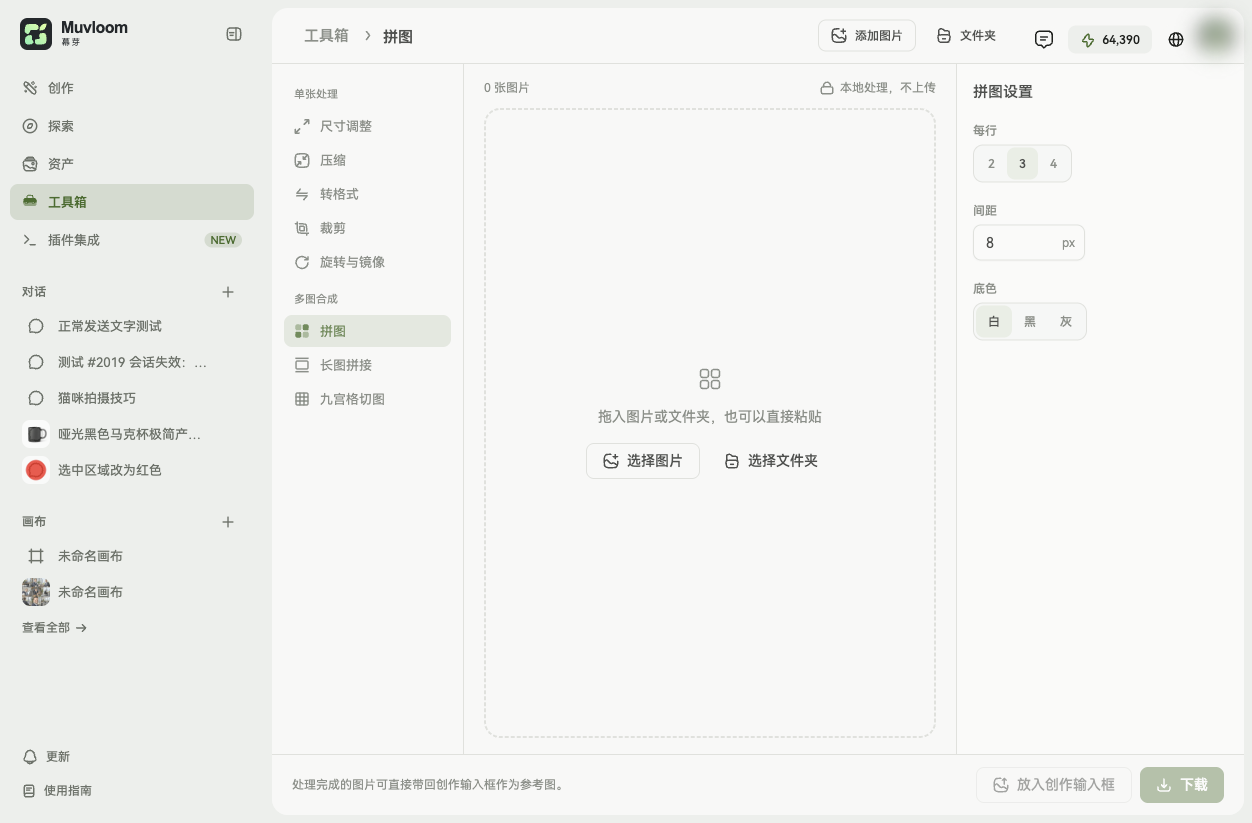 Muvloom
幕芽
创作
探索
资产
工具箱
插件集成
NEW
对话
正常发送文字测试
测试 #2019 会话失效：...
猫咪拍摄技巧
哑光黑色马克杯极简产...
选中区域改为红色
画布
未命名画布
未命名画布
查看全部
更新
使用指南
工具箱
拼图
添加图片
文件夹
64,390
单张处理
尺寸调整
压缩
转格式
裁剪
旋转与镜像
多图合成
拼图
长图拼接
九宫格切图
0 张图片
本地处理，不上传
拖入图片或文件夹，也可以直接粘贴
选择图片
选择文件夹
拼图设置
每行
2 3 4
间距
8 px
底色
白 黑 灰
处理完成的图片可直接带回创作输入框作为参考图。
放入创作输入框
下载